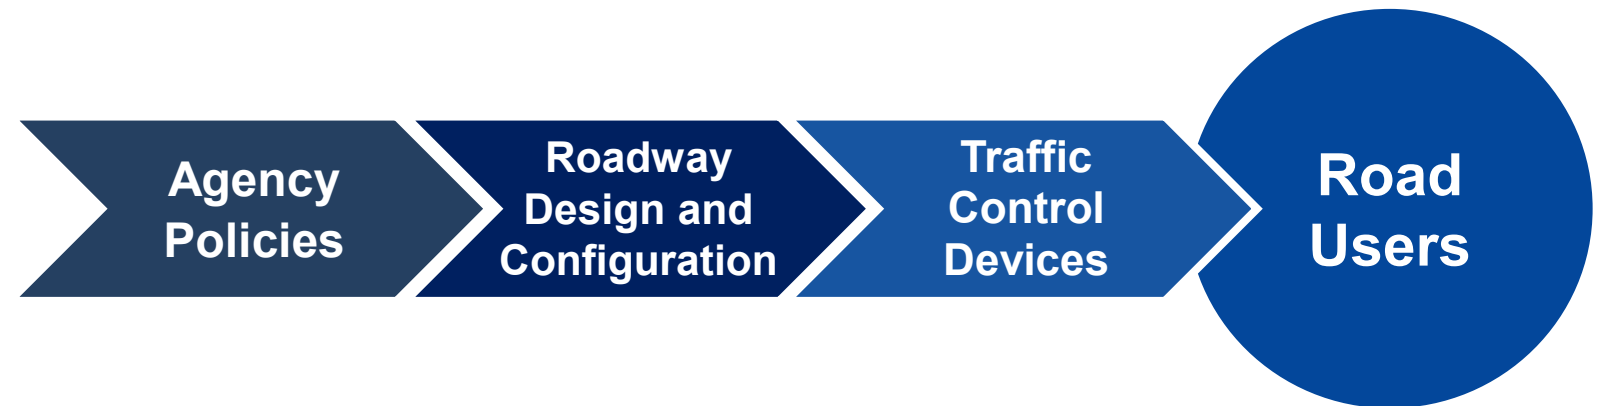 Agency
Policies
Roadway
Design and
Configuration
Traffic
Control
Devices
Road
Users